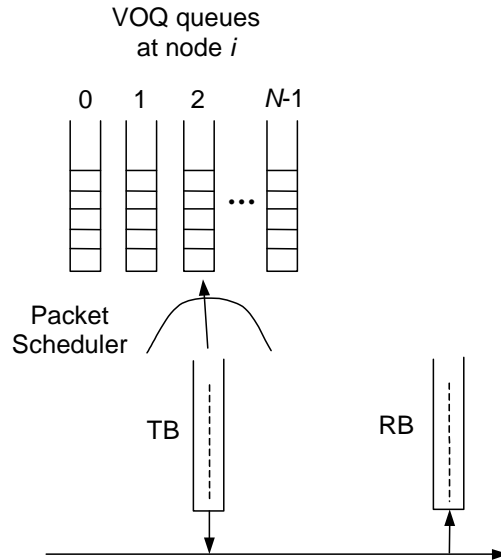 VOQ queues
at node i
0 1 2 N-1
...
Packet
Scheduler
TB
RB